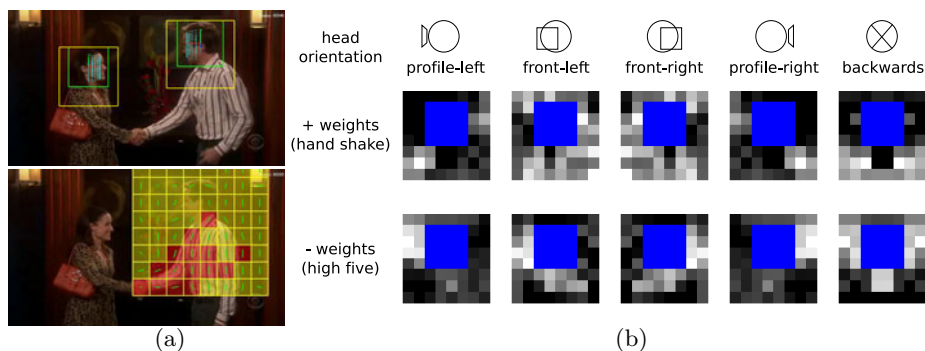 head
orientation
profile-left
front-left
front-right
profile-right
backwards
+ weights
(hand shake)
- weights
(high five)
(a)
(b)